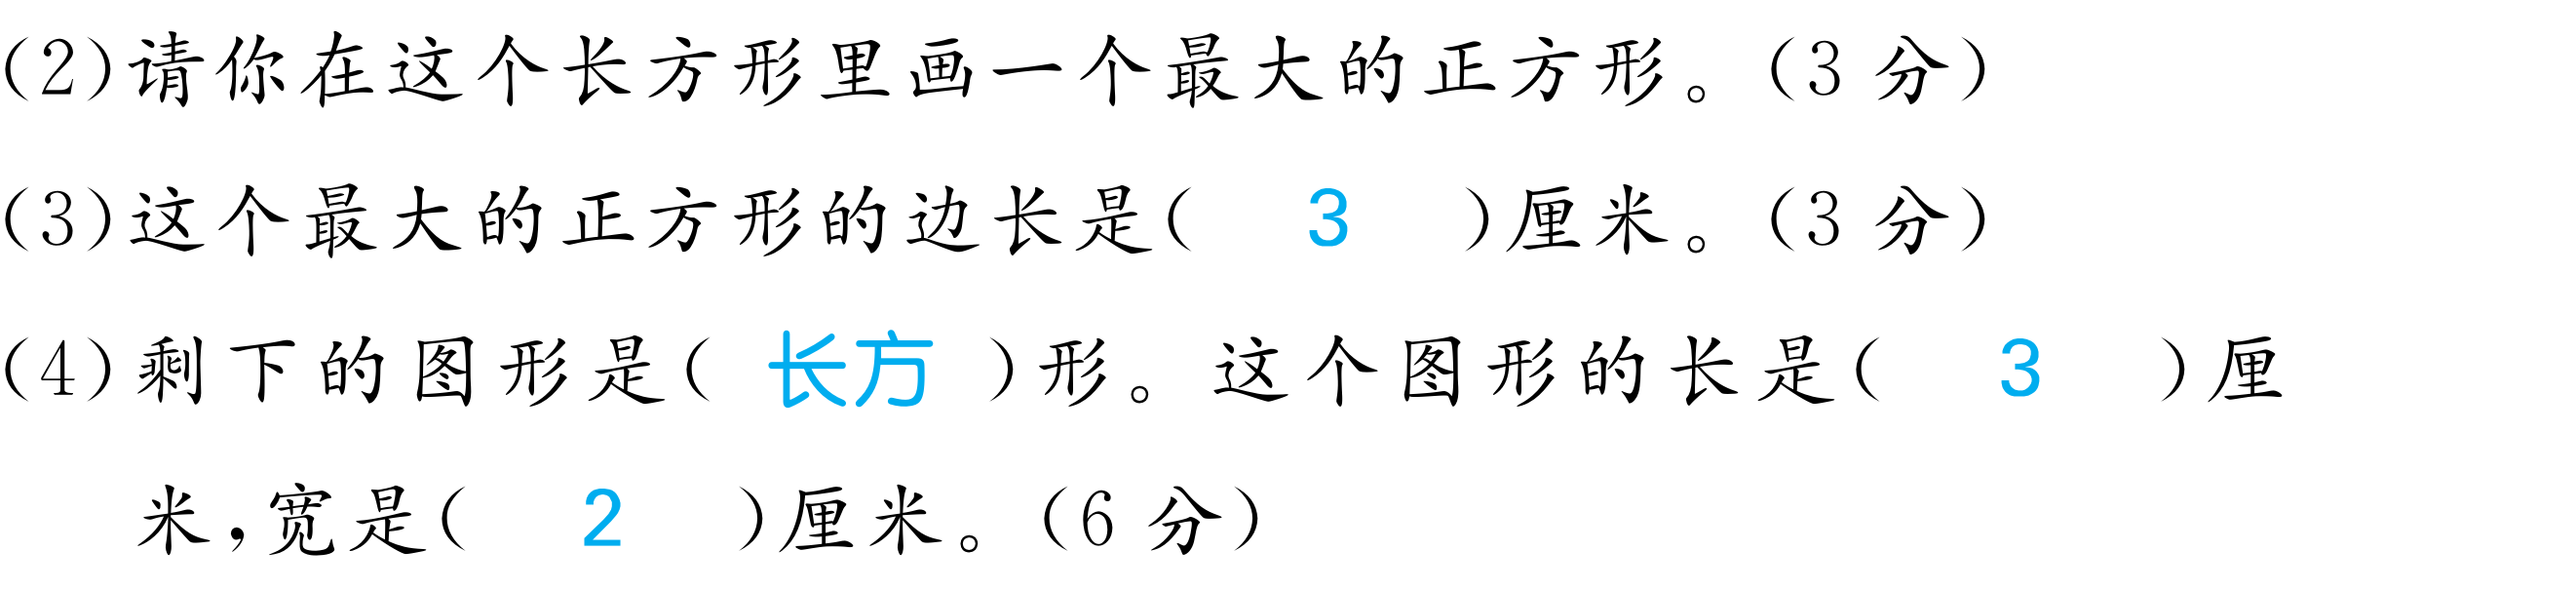 (2)请你在这个长方形里画一个最大的正方形。(3 分)
(3)这个最大的正方形的边长是( 3 )厘米。(3 分)
(4)剩下的图形是( 长方 )形。这个图形的长是( 3 )厘
米,宽是( 2 )厘米。(6 分)